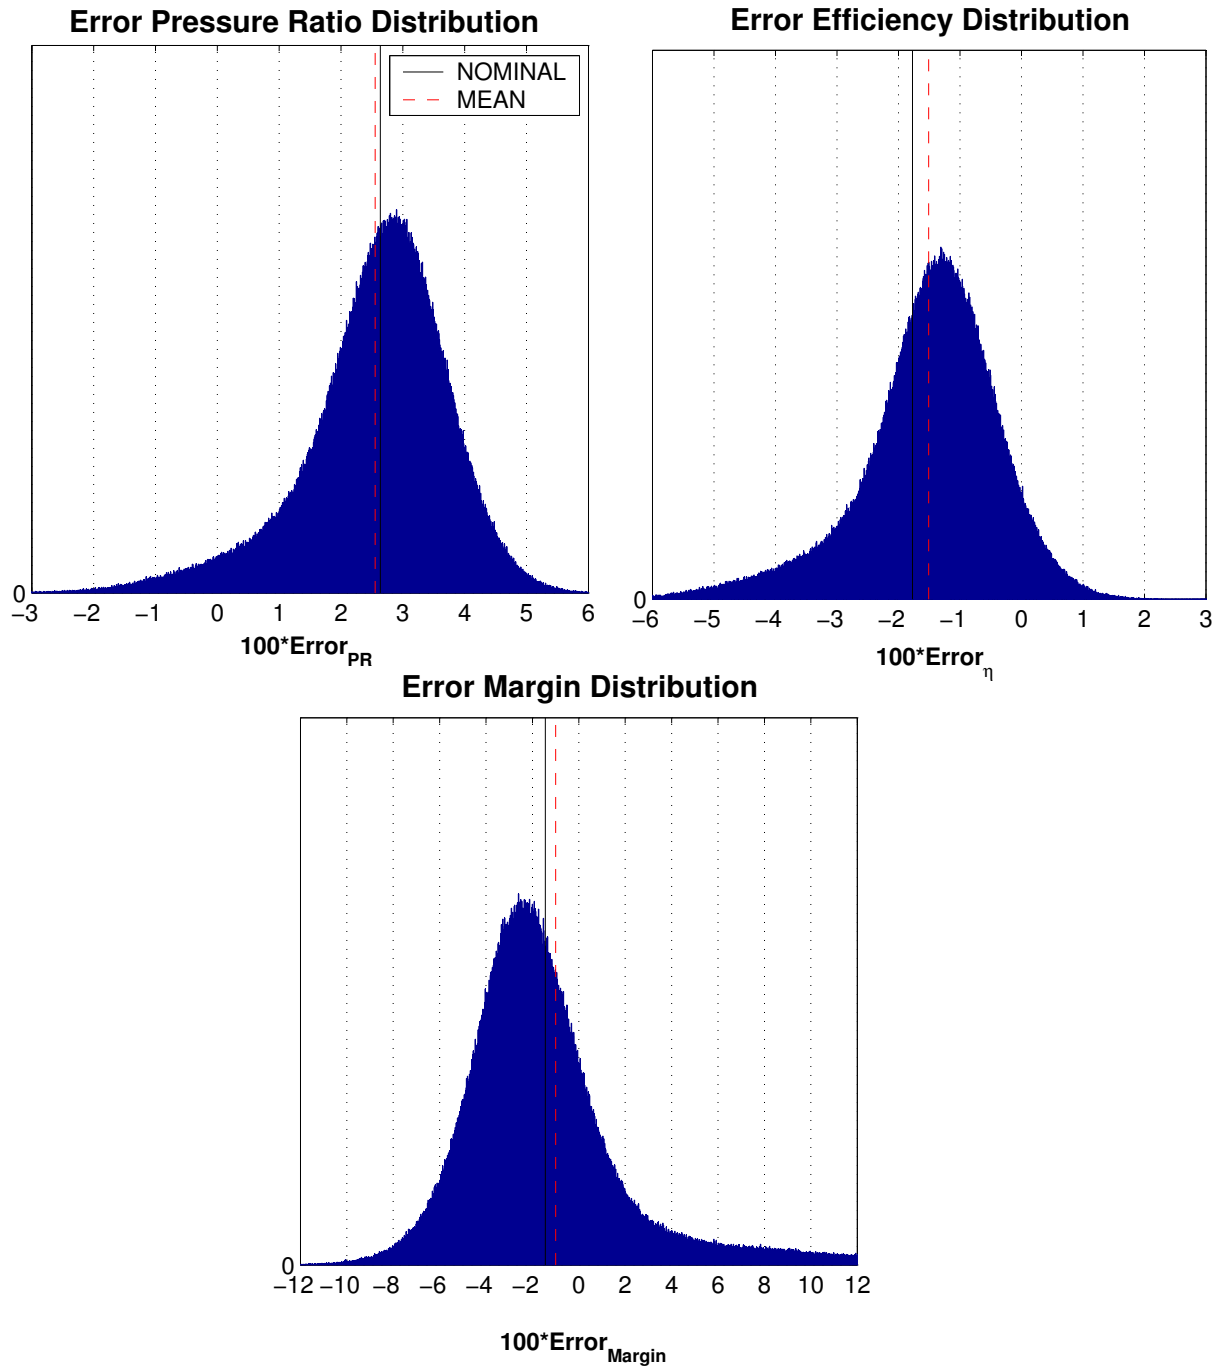 Error Pressure Ratio Distribution
NOMINAL
MEAN
0
−3 −2 −1 0 1 2 3 4 5 6
100*Error_PR
Error Efficiency Distribution
0
−6 −5 −4 −3 −2 −1 0 1 2 3
100*Error_η
Error Margin Distribution
0
−12 −10 −8 −6 −4 −2 0 2 4 6 8 10 12
100*Error_Margin